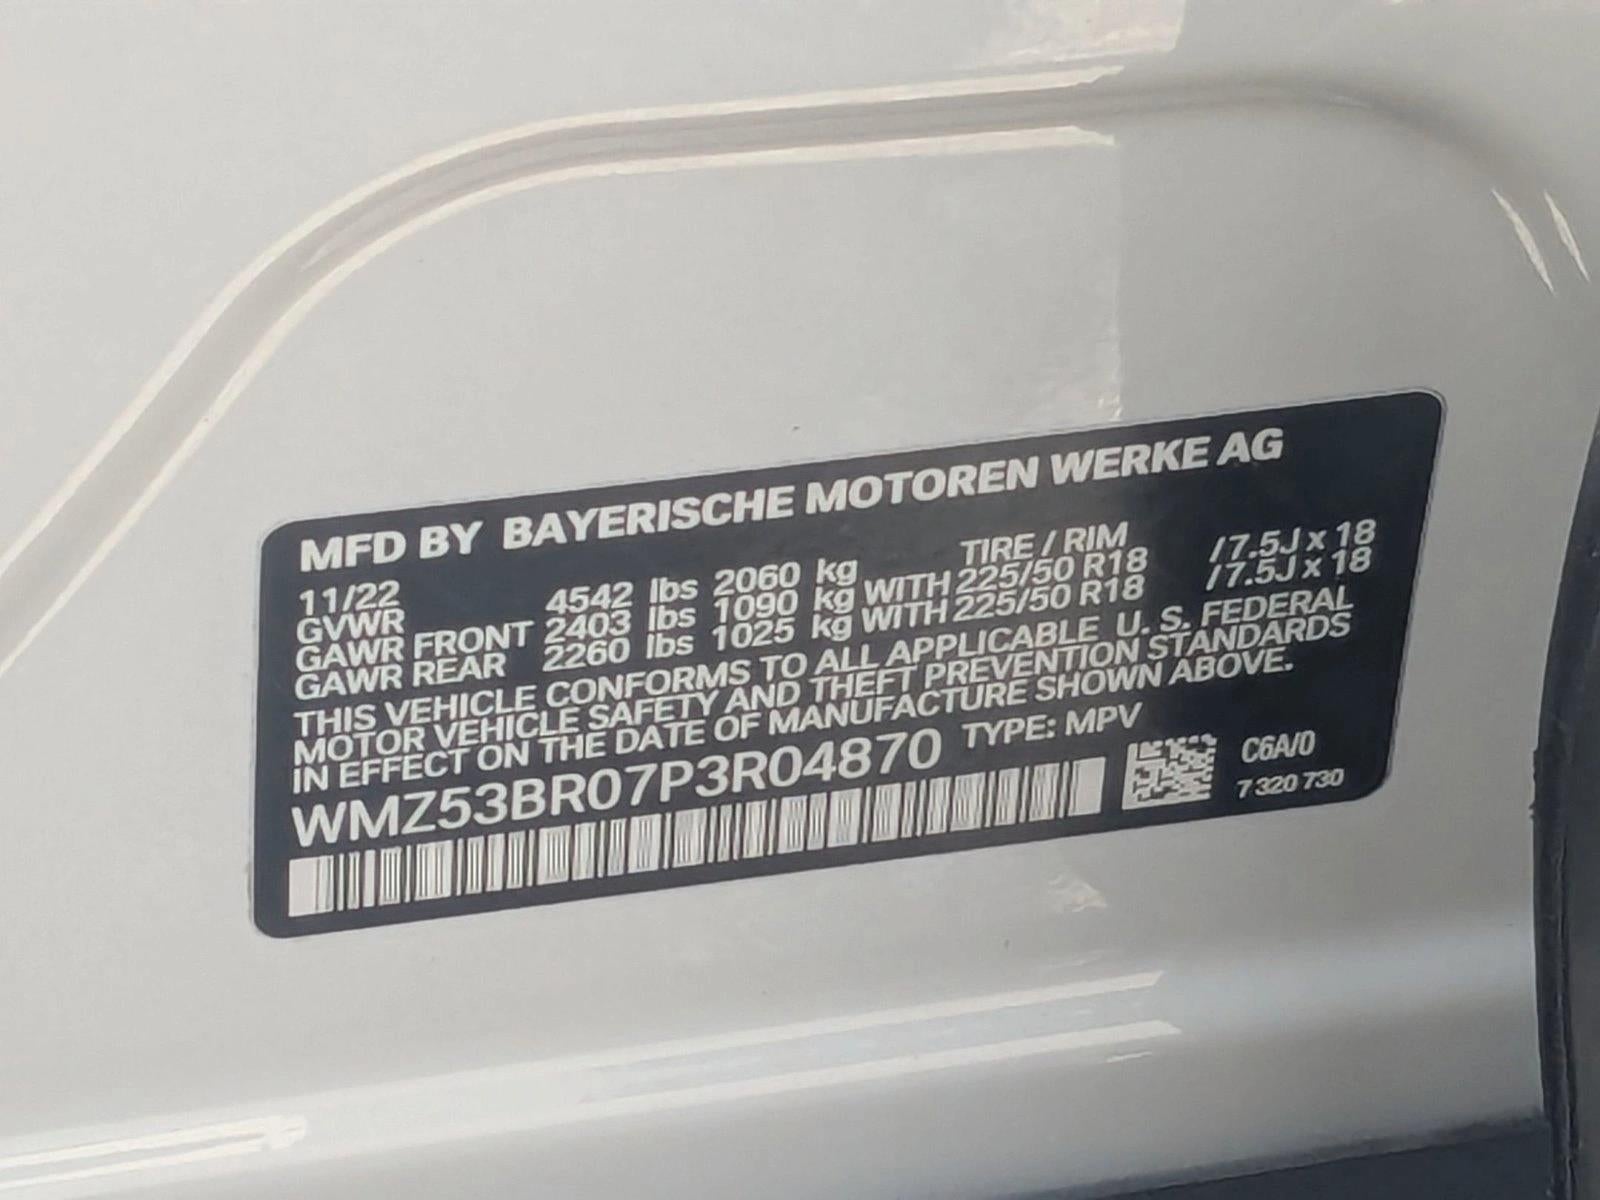 MFD BY BAYERISCHE MOTOREN WERKE AG
11/22 TIRE / RIM
GVWR 4542 lbs 2060 kg
GAWR FRONT 2403 lbs 1090 kg WITH 225/50 R18 /7.5J x 18
GAWR REAR 2260 lbs 1025 kg WITH 225/50 R18 /7.5J x 18
THIS VEHICLE CONFORMS TO ALL APPLICABLE U. S. FEDERAL
MOTOR VEHICLE SAFETY AND THEFT PREVENTION STANDARDS
IN EFFECT ON THE DATE OF MANUFACTURE SHOWN ABOVE.
WMZ53BR07P3R04870 TYPE: MPV
C6A/0
7 320 730